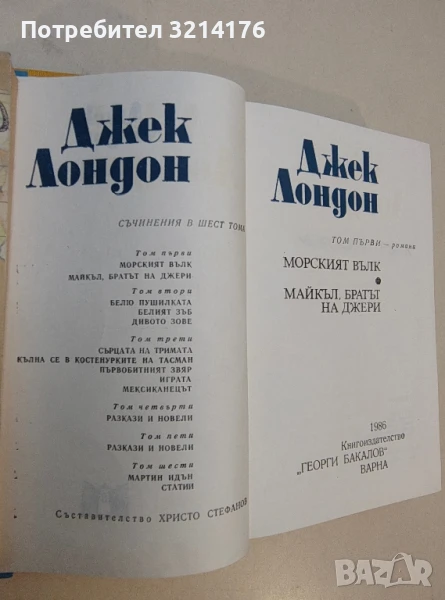 Потребител 3214176
Джек
Лондон
СЪЧИНЕНИЯ В ШЕСТ ТОМА
Том първи
МОРСКИЯТ ВЪЛК
МАЙКЪЛ, БРАТЪТ НА ДЖЕРИ
Том втори
БЕЛЮ ПУШИЛКАТА
БЕЛИЯТ ЗЪБ
ДИВОТО ЗОВЕ
Том трети
СЪРЦАТА НА ТРИМАТА
КЪЛНА СЕ В КОСТЕНУРКИТЕ НА ТАСМАН
ПЪРВОБИТНИЯТ ЗВЯР
ИГРАТА
МЕКСИКАНЕЦЪТ
Том четвърти
РАЗКАЗИ И НОВЕЛИ
Том пети
РАЗКАЗИ И НОВЕЛИ
Том шести
МАРТИН ИДЪН
СТАТИИ
Съставителство ХРИСТО СТЕФАНОВ
Джек
Лондон
ТОМ ПЪРВИ — романи
МОРСКИЯТ ВЪЛК
МАЙКЪЛ, БРАТЪТ
НА ДЖЕРИ
1986
Книгоиздателство
„ГЕОРГИ БАКАЛОВ"
ВАРНА
BAZAR